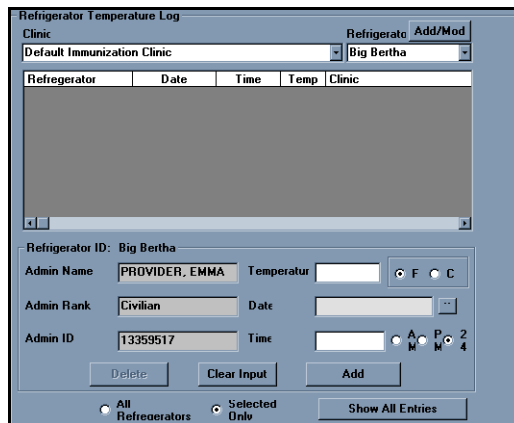 Refrigerator Temperature Log
Clinic Refrigerato Add/Mod
Default Immunization Clinic Big Bertha
Refregerator Date Time Temp Clinic
Refrigerator ID: Big Bertha
Admin Name PROVIDER, EMMA Temperatur F C
Admin Rank Civilian Date ..
Admin ID 13359517 Time AM PM 24
Delete Clear Input Add
All Refregerators Selected Only Show All Entries